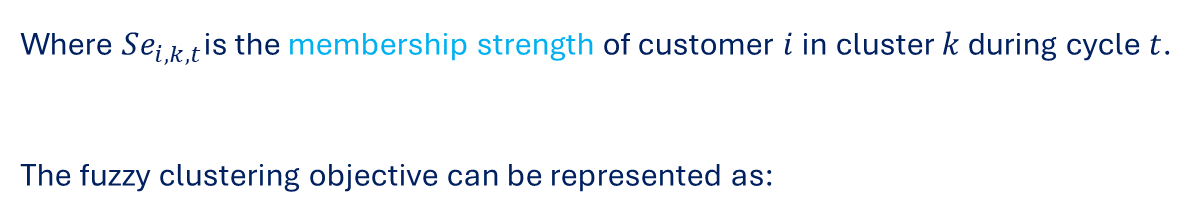 Where Se_{i,k,t} is the membership strength of customer i in cluster k during cycle t.
The fuzzy clustering objective can be represented as: